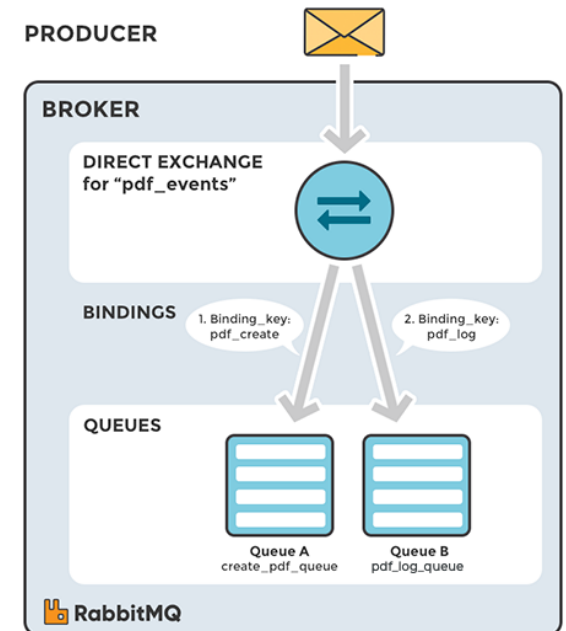 PRODUCER
BROKER
DIRECT EXCHANGE
for “pdf_events”
BINDINGS
1. Binding_key:
pdf_create
2. Binding_key:
pdf_log
QUEUES
Queue A
create_pdf_queue
Queue B
pdf_log_queue
RabbitMQ